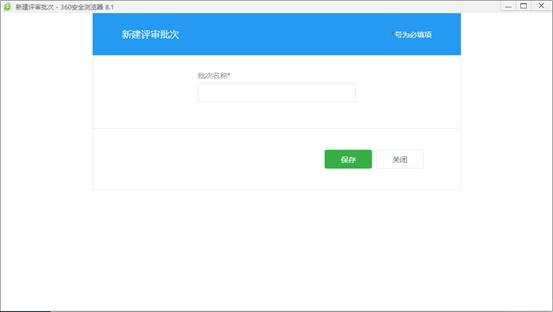 新建评审批次 - 360安全浏览器 8.1
新建评审批次
*号为必填项
批次名称*
保存
关闭